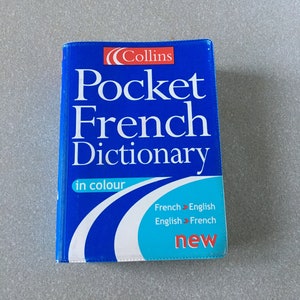 Collins
Pocket
French
Dictionary
in colour
French > English
English > French
new